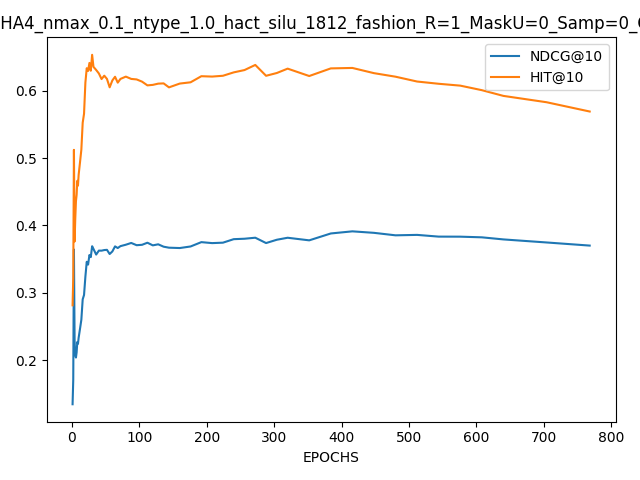 HA4_nmax_0.1_ntype_1.0_hact_silu_1812_fashion_R=1_MaskU=0_Samp=0_
NDCG@10
HIT@10
0.6
0.5
0.4
0.3
0.2
0 100 200 300 400 500 600 700 800
EPOCHS